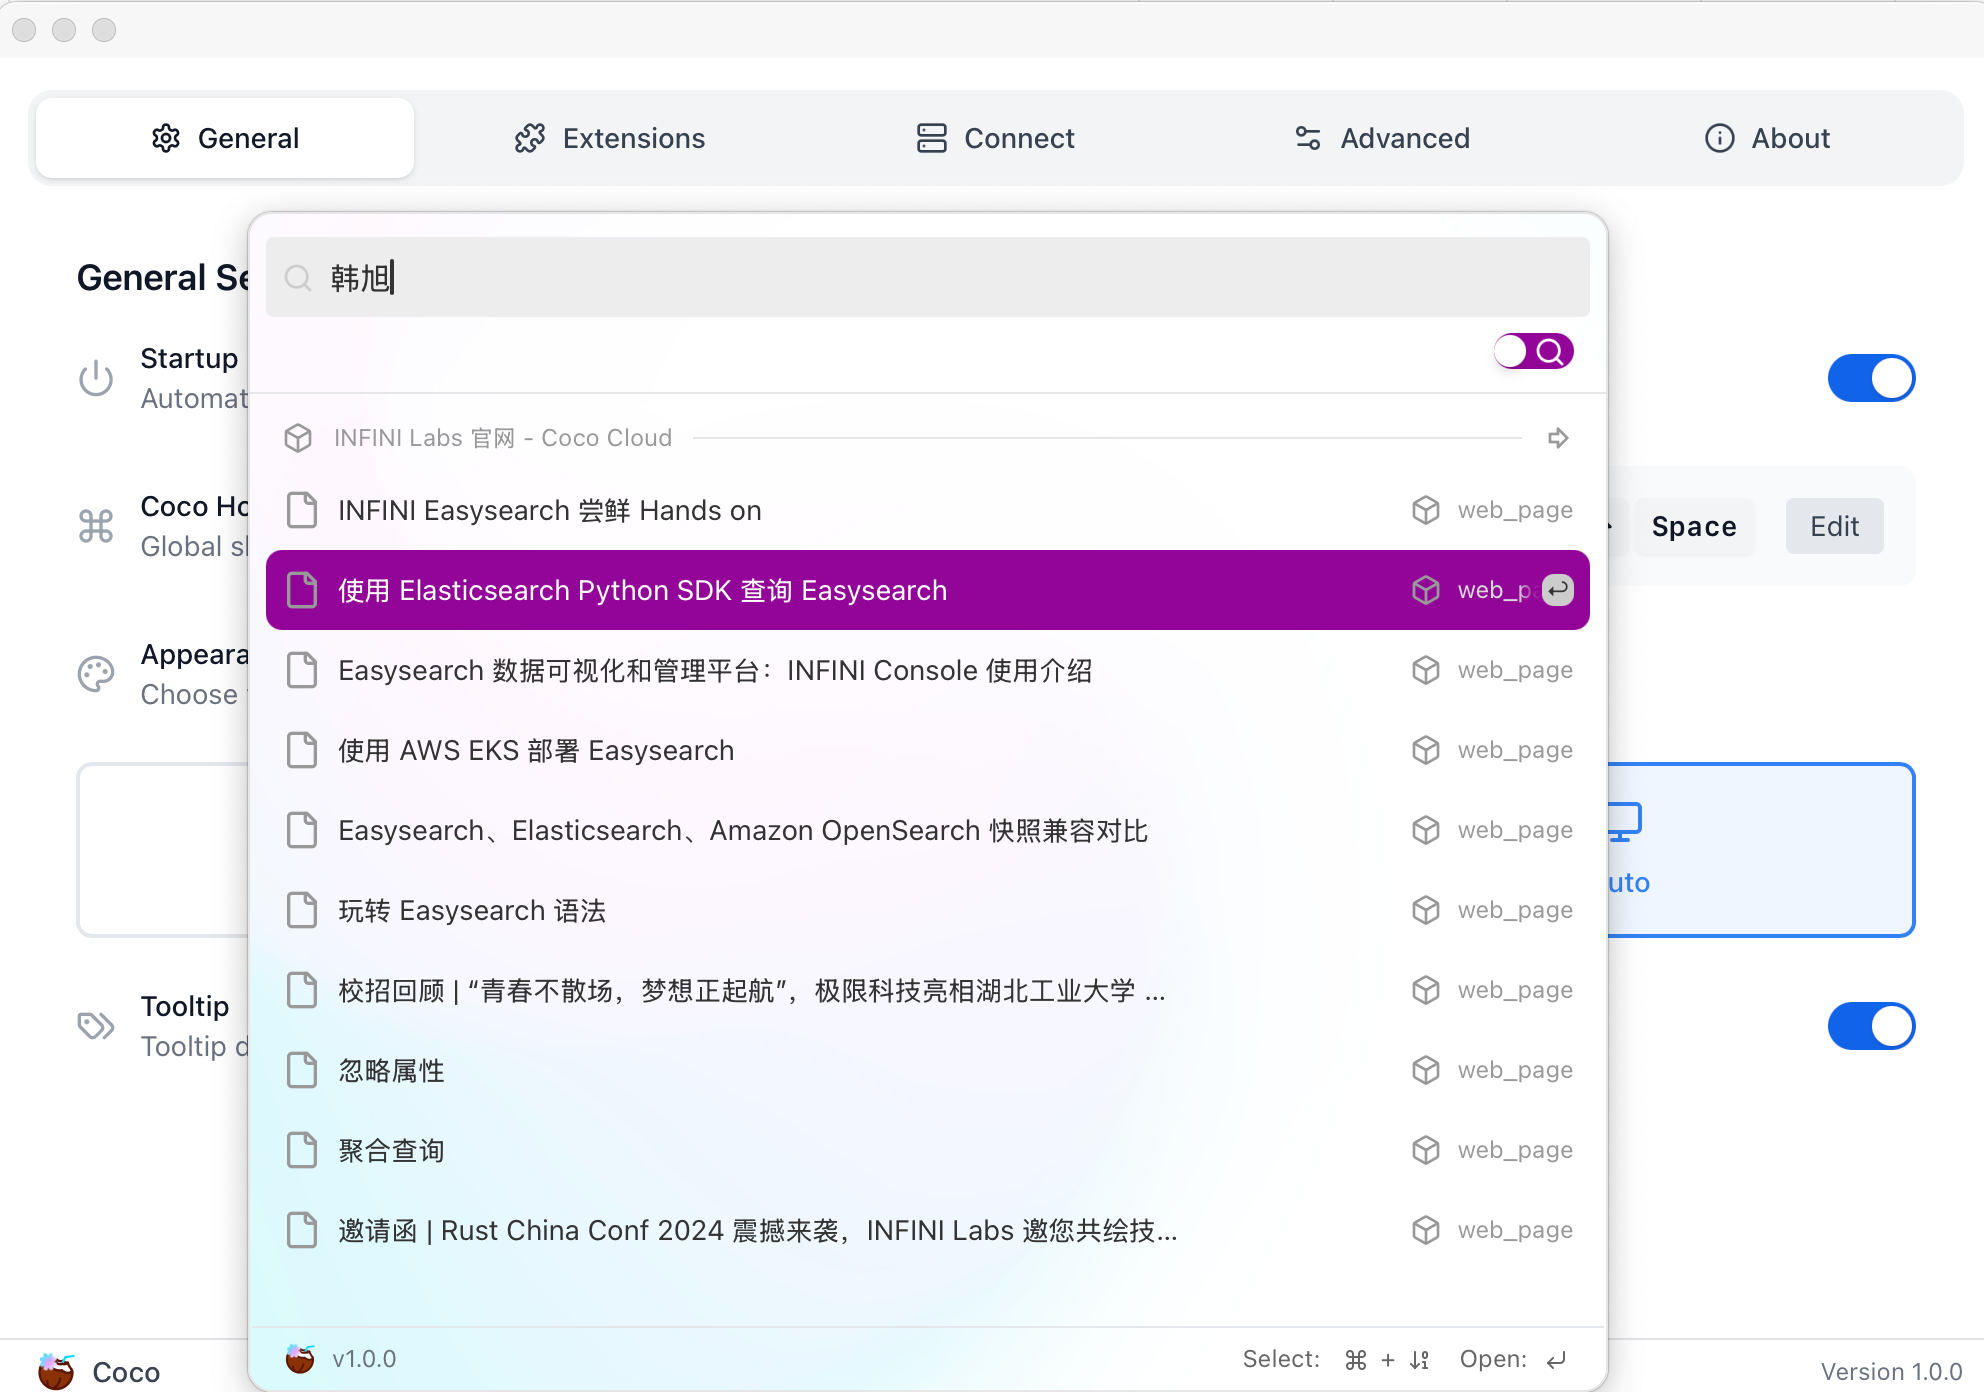 General
Extensions
Connect
Advanced
About
General Se
韩旭
Startup
Automat
INFINI Labs 官网 - Coco Cloud
INFINI Easysearch 尝鲜 Hands on
web_page
Coco Ho
Global s
Space
Edit
使用 Elasticsearch Python SDK 查询 Easysearch
web_p
Appeara
Choose
Easysearch 数据可视化和管理平台：INFINI Console 使用介绍
web_page
使用 AWS EKS 部署 Easysearch
web_page
Easysearch、Elasticsearch、Amazon OpenSearch 快照兼容对比
web_page
uto
玩转 Easysearch 语法
web_page
校招回顾 | “青春不散场，梦想正起航”，极限科技亮相湖北工业大学 ...
web_page
Tooltip
Tooltip d
忽略属性
web_page
聚合查询
web_page
邀请函 | Rust China Conf 2024 震撼来袭，INFINI Labs 邀您共绘技...
web_page
v1.0.0
Select: ⌘ + Open:
Coco
Version 1.0.0